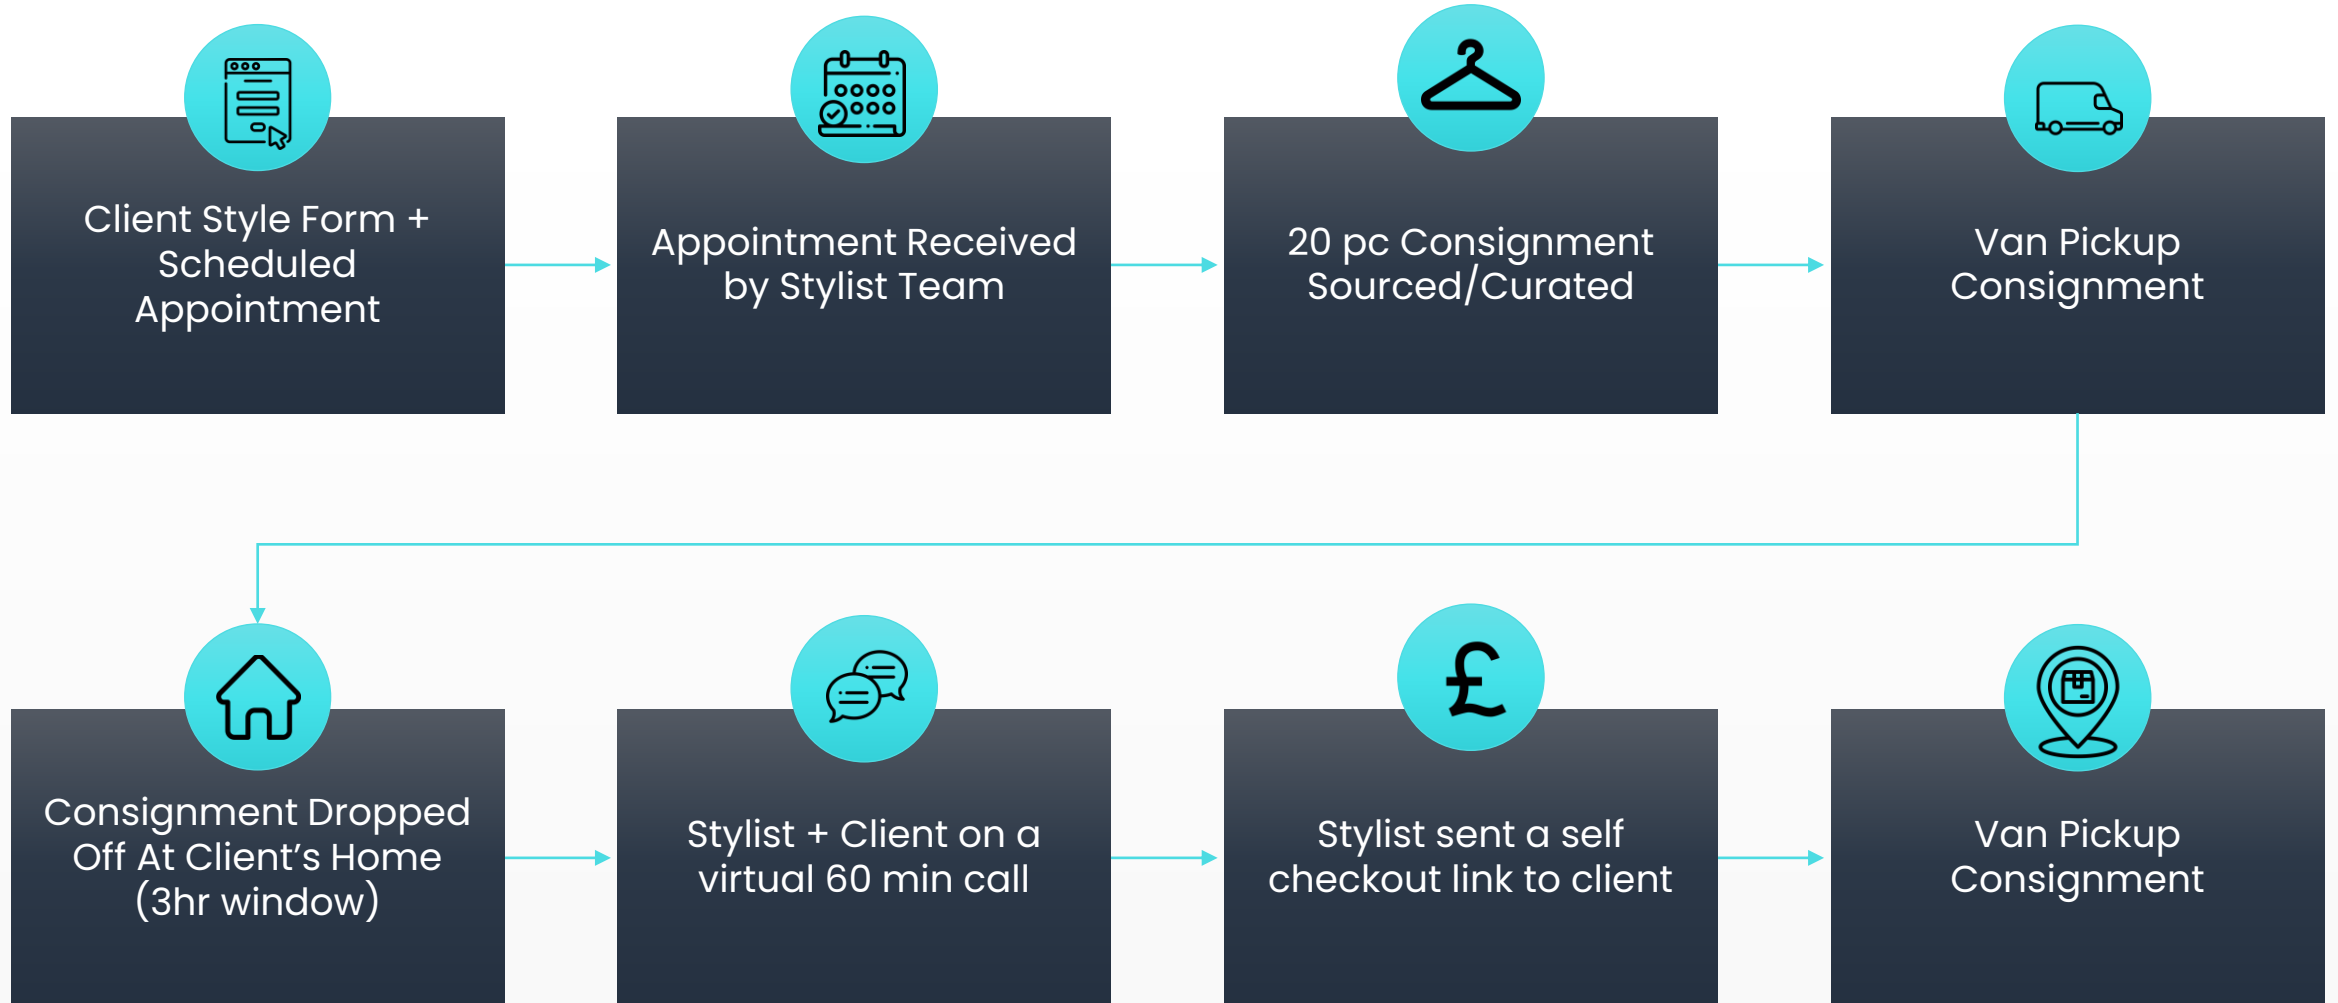 Client Style Form +
Scheduled
Appointment
Appointment Received
by Stylist Team
20 pc Consignment
Sourced/Curated
Van Pickup
Consignment
Consignment Dropped
Off At Client’s Home
(3hr window)
Stylist + Client on a
virtual 60 min call
£
Stylist sent a self
checkout link to client
Van Pickup
Consignment